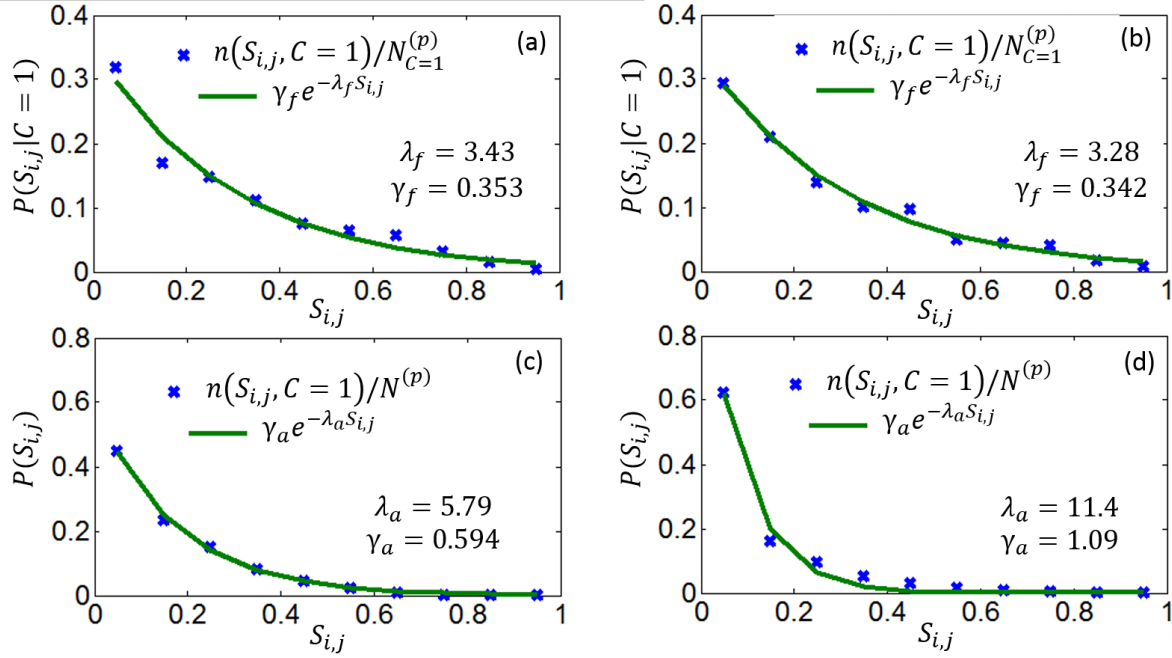 (a)
0.4
0.3
0.2
0.1
0
P(S_{i,j}|C = 1)
n(S_{i,j}, C = 1)/N_{C=1}^{(p)}
γ_f e^{-λ_f S_{i,j}}
λ_f = 3.43
γ_f = 0.353
0 0.2 0.4 0.6 0.8 1
S_{i,j}
(b)
0.4
0.3
0.2
0.1
0
P(S_{i,j}|C = 1)
n(S_{i,j}, C = 1)/N_{C=1}^{(p)}
γ_f e^{-λ_f S_{i,j}}
λ_f = 3.28
γ_f = 0.342
0 0.2 0.4 0.6 0.8 1
S_{i,j}
(c)
0.8
0.6
0.4
0.2
0
P(S_{i,j})
n(S_{i,j}, C = 1)/N^{(p)}
γ_a e^{-λ_a S_{i,j}}
λ_a = 5.79
γ_a = 0.594
0 0.2 0.4 0.6 0.8 1
S_{i,j}
(d)
0.8
0.6
0.4
0.2
0
P(S_{i,j})
n(S_{i,j}, C = 1)/N^{(p)}
γ_a e^{-λ_a S_{i,j}}
λ_a = 11.4
γ_a = 1.09
0 0.2 0.4 0.6 0.8 1
S_{i,j}